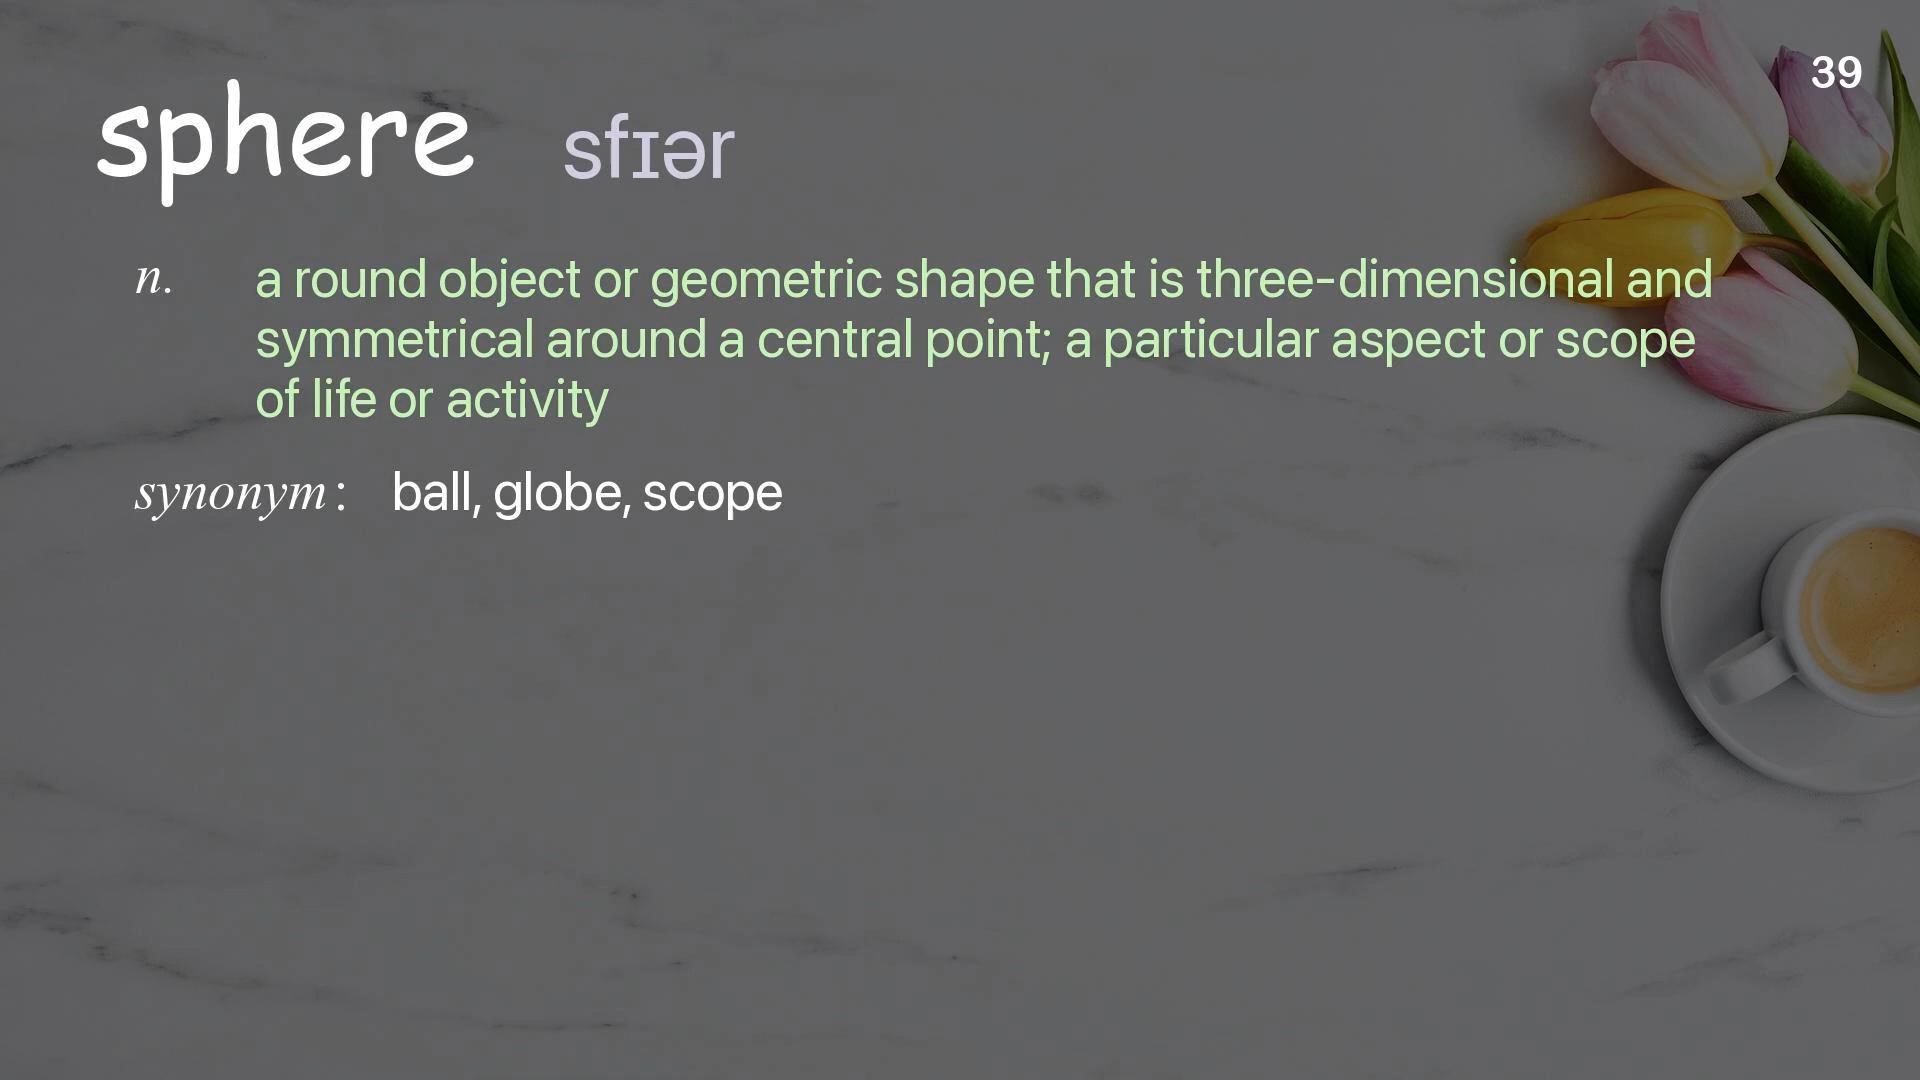 39
sphere sfɪər
n. a round object or geometric shape that is three-dimensional and
symmetrical around a central point; a particular aspect or scope
of life or activity
synonym: ball, globe, scope